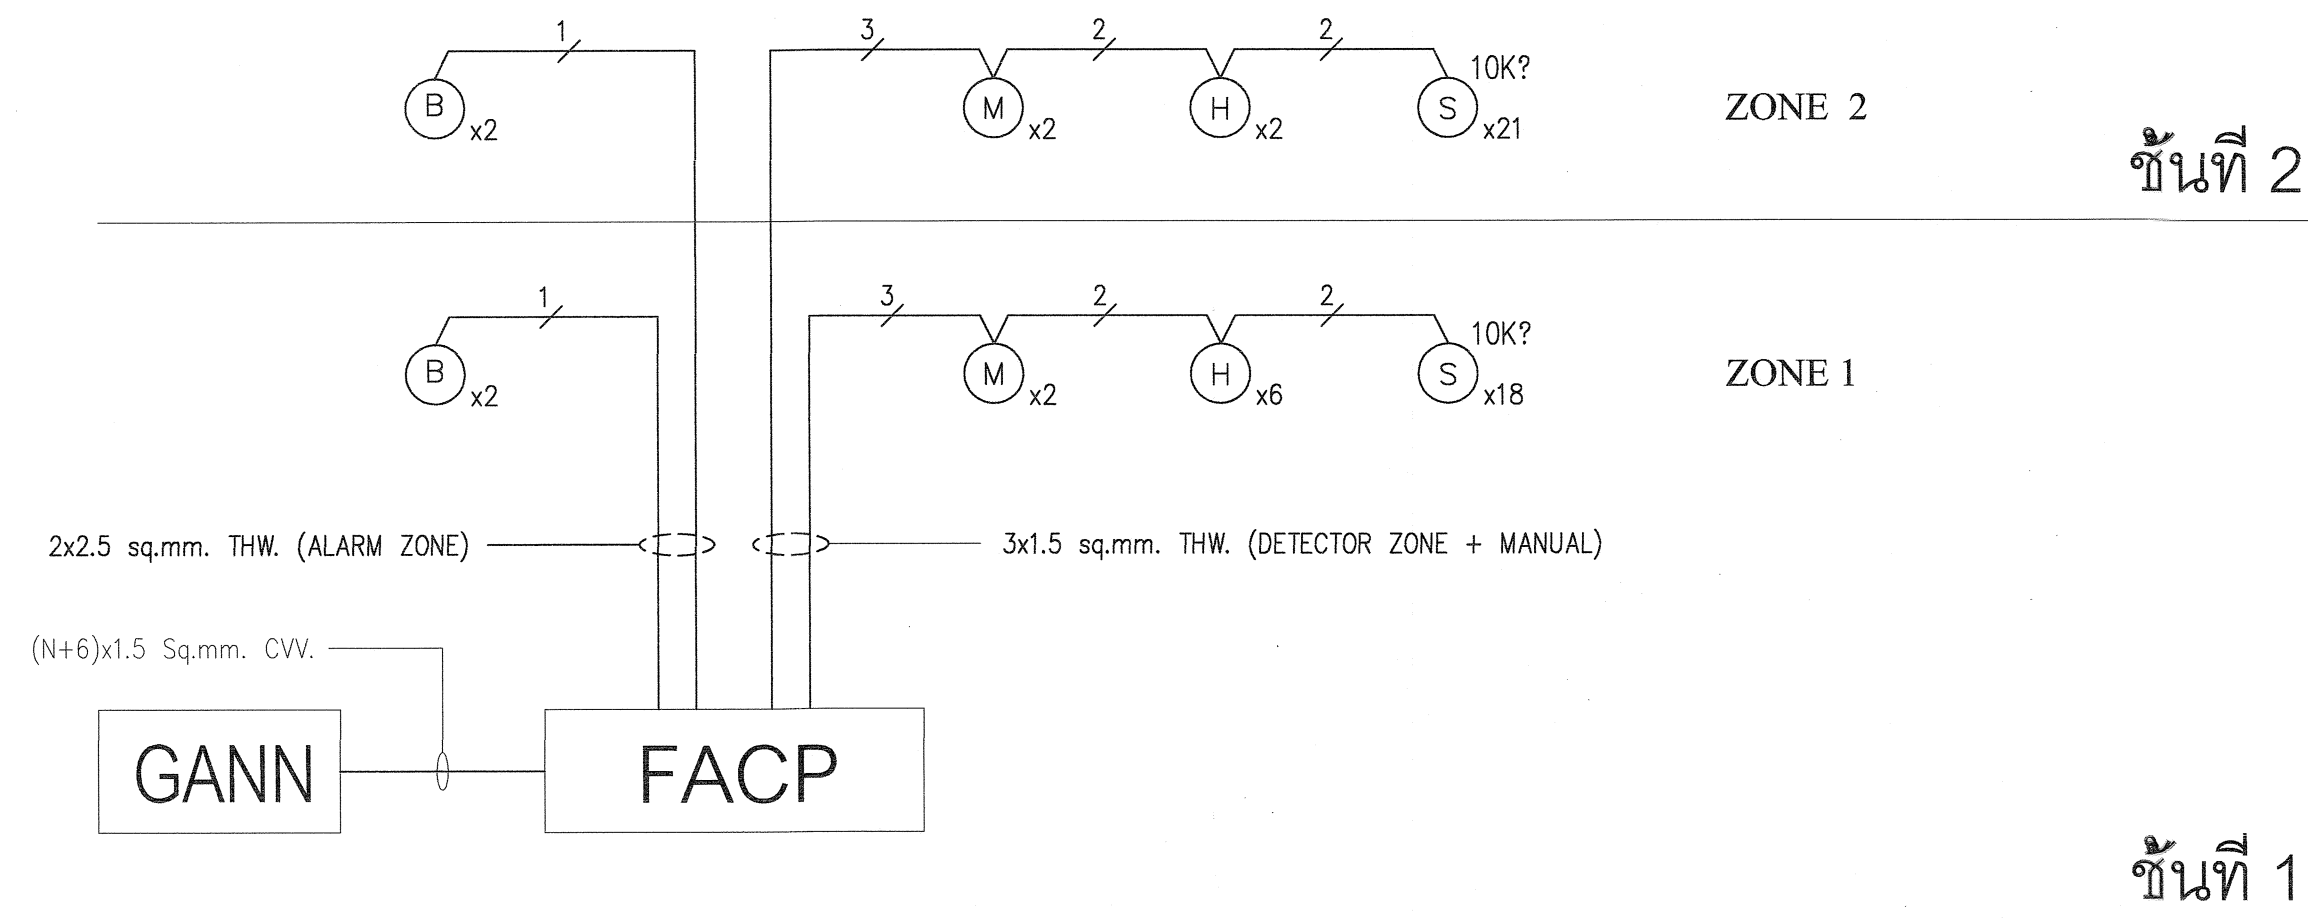 1 3 2 2
10K?
B x2 M x2 H x2 S x21 ZONE 2
ชั้นที่ 2
1 3 2 2
10K?
B x2 M x2 H x6 S x18 ZONE 1
2x2.5 sq.mm. THW. (ALARM ZONE) 3x1.5 sq.mm. THW. (DETECTOR ZONE + MANUAL)
(N+6)x1.5 Sq.mm. CVV.
GANN FACP
ชั้นที่ 1